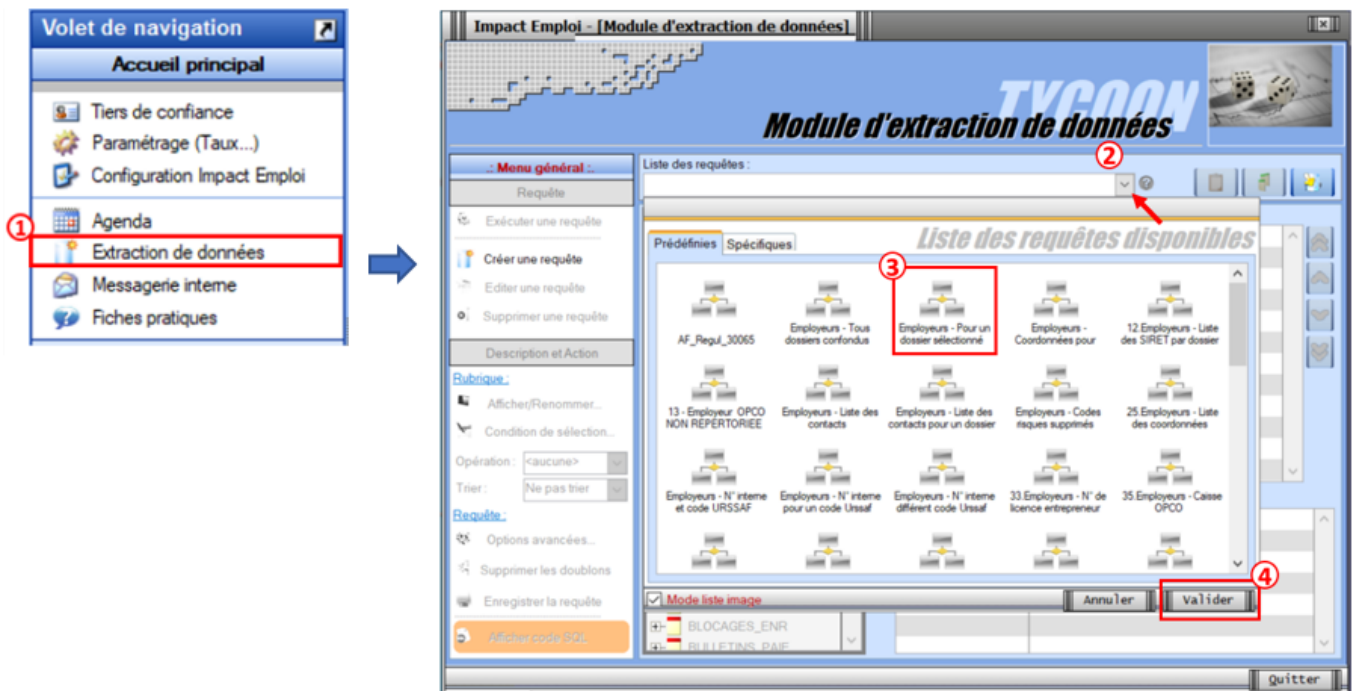 Volet de navigation
Accueil principal
Tiers de confiance
Paramétrage (Taux...)
Configuration Impact Emploi
①
Agenda
Extraction de données
Messagerie interne
Fiches pratiques
Impact Emploi - [Module d'extraction de données]
TYCOON
Module d'extraction de données
.: Menu général :.
Requête
Exécuter une requête
Créer une requête
Editer une requête
Supprimer une requête
Description et Action
Rubrique :
Afficher/Renommer...
Condition de sélection...
Opération : <aucune>
Trier : Ne pas trier
Requête :
Options avancées...
Supprimer les doublons
Enregistrer la requête
Afficher code SQL
Liste des requêtes :
②
Prédéfinies Spécifiques
Liste des requêtes disponibles
③
AF_Regul_30065
Employeurs - Tous
dossiers confondus
Employeurs - Pour un
dossier sélectionné
Employeurs -
Coordonnées pour
12.Employeurs - Liste
des SIRET par dossier
13 - Employeur OPCO
NON REPERTORIEE
Employeurs - Liste des
contacts
Employeurs - Liste des
contacts pour un dossier
Employeurs - Codes
risques supprimés
25.Employeurs - Liste
des coordonnées
Employeurs - N° interne
et code URSSAF
Employeurs - N° interne
pour un code Urssaf
Employeurs - N° interne
différent code Urssaf
33.Employeurs - N° de
licence entrepreneur
35.Employeurs - Caisse
OPCO
④
Mode liste image
Annuler
Valider
BLOCAGES_ENR
BULLETINS_PAIE
Quitter